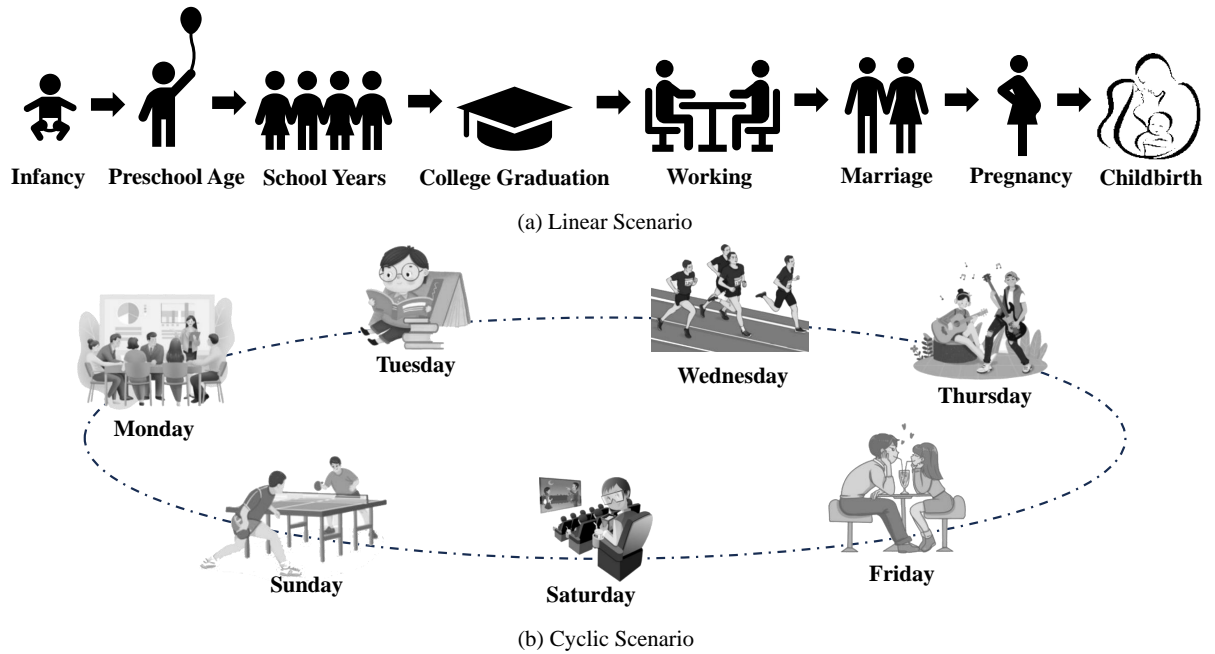 Infancy Preschool Age School Years College Graduation Working Marriage Pregnancy Childbirth
(a) Linear Scenario
Monday
Tuesday
Wednesday
Thursday
Friday
Saturday
Sunday
(b) Cyclic Scenario